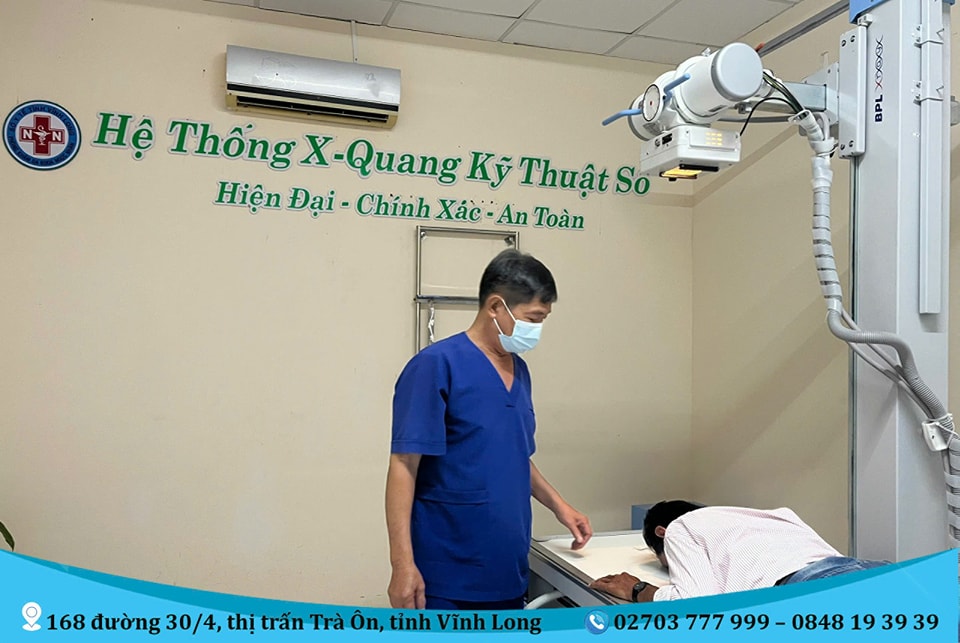 Hệ Thống X-Quang Kỹ Thuật Số
Hiện Đại - Chính Xác - An Toàn
N N
BPL
168 đường 30/4, thị trấn Trà Ôn, tỉnh Vĩnh Long
02703 777 999 – 0848 19 39 39